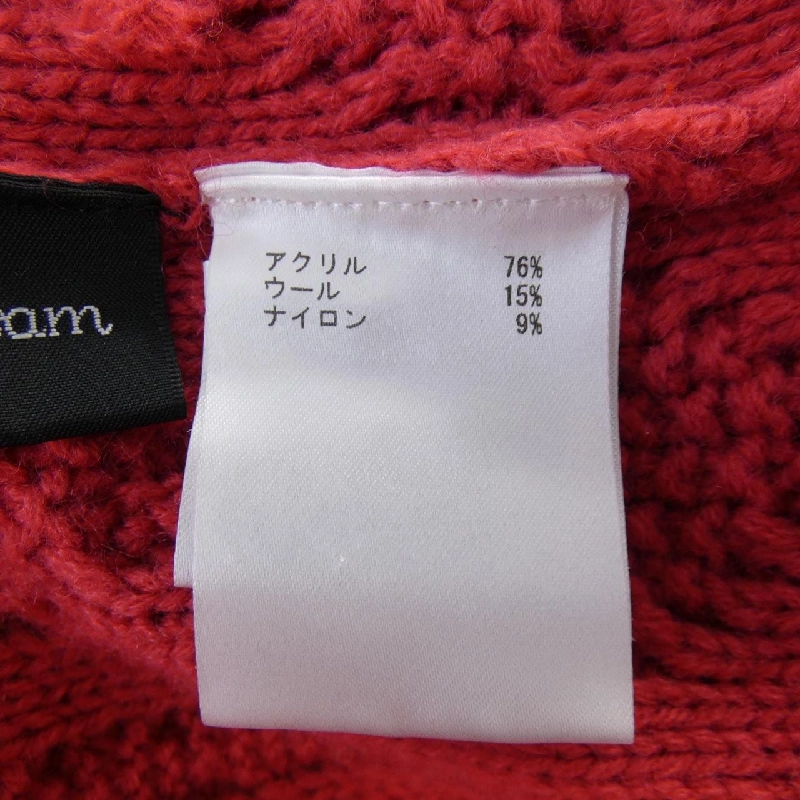 アクリル 76%
ウール 15%
ナイロン 9%